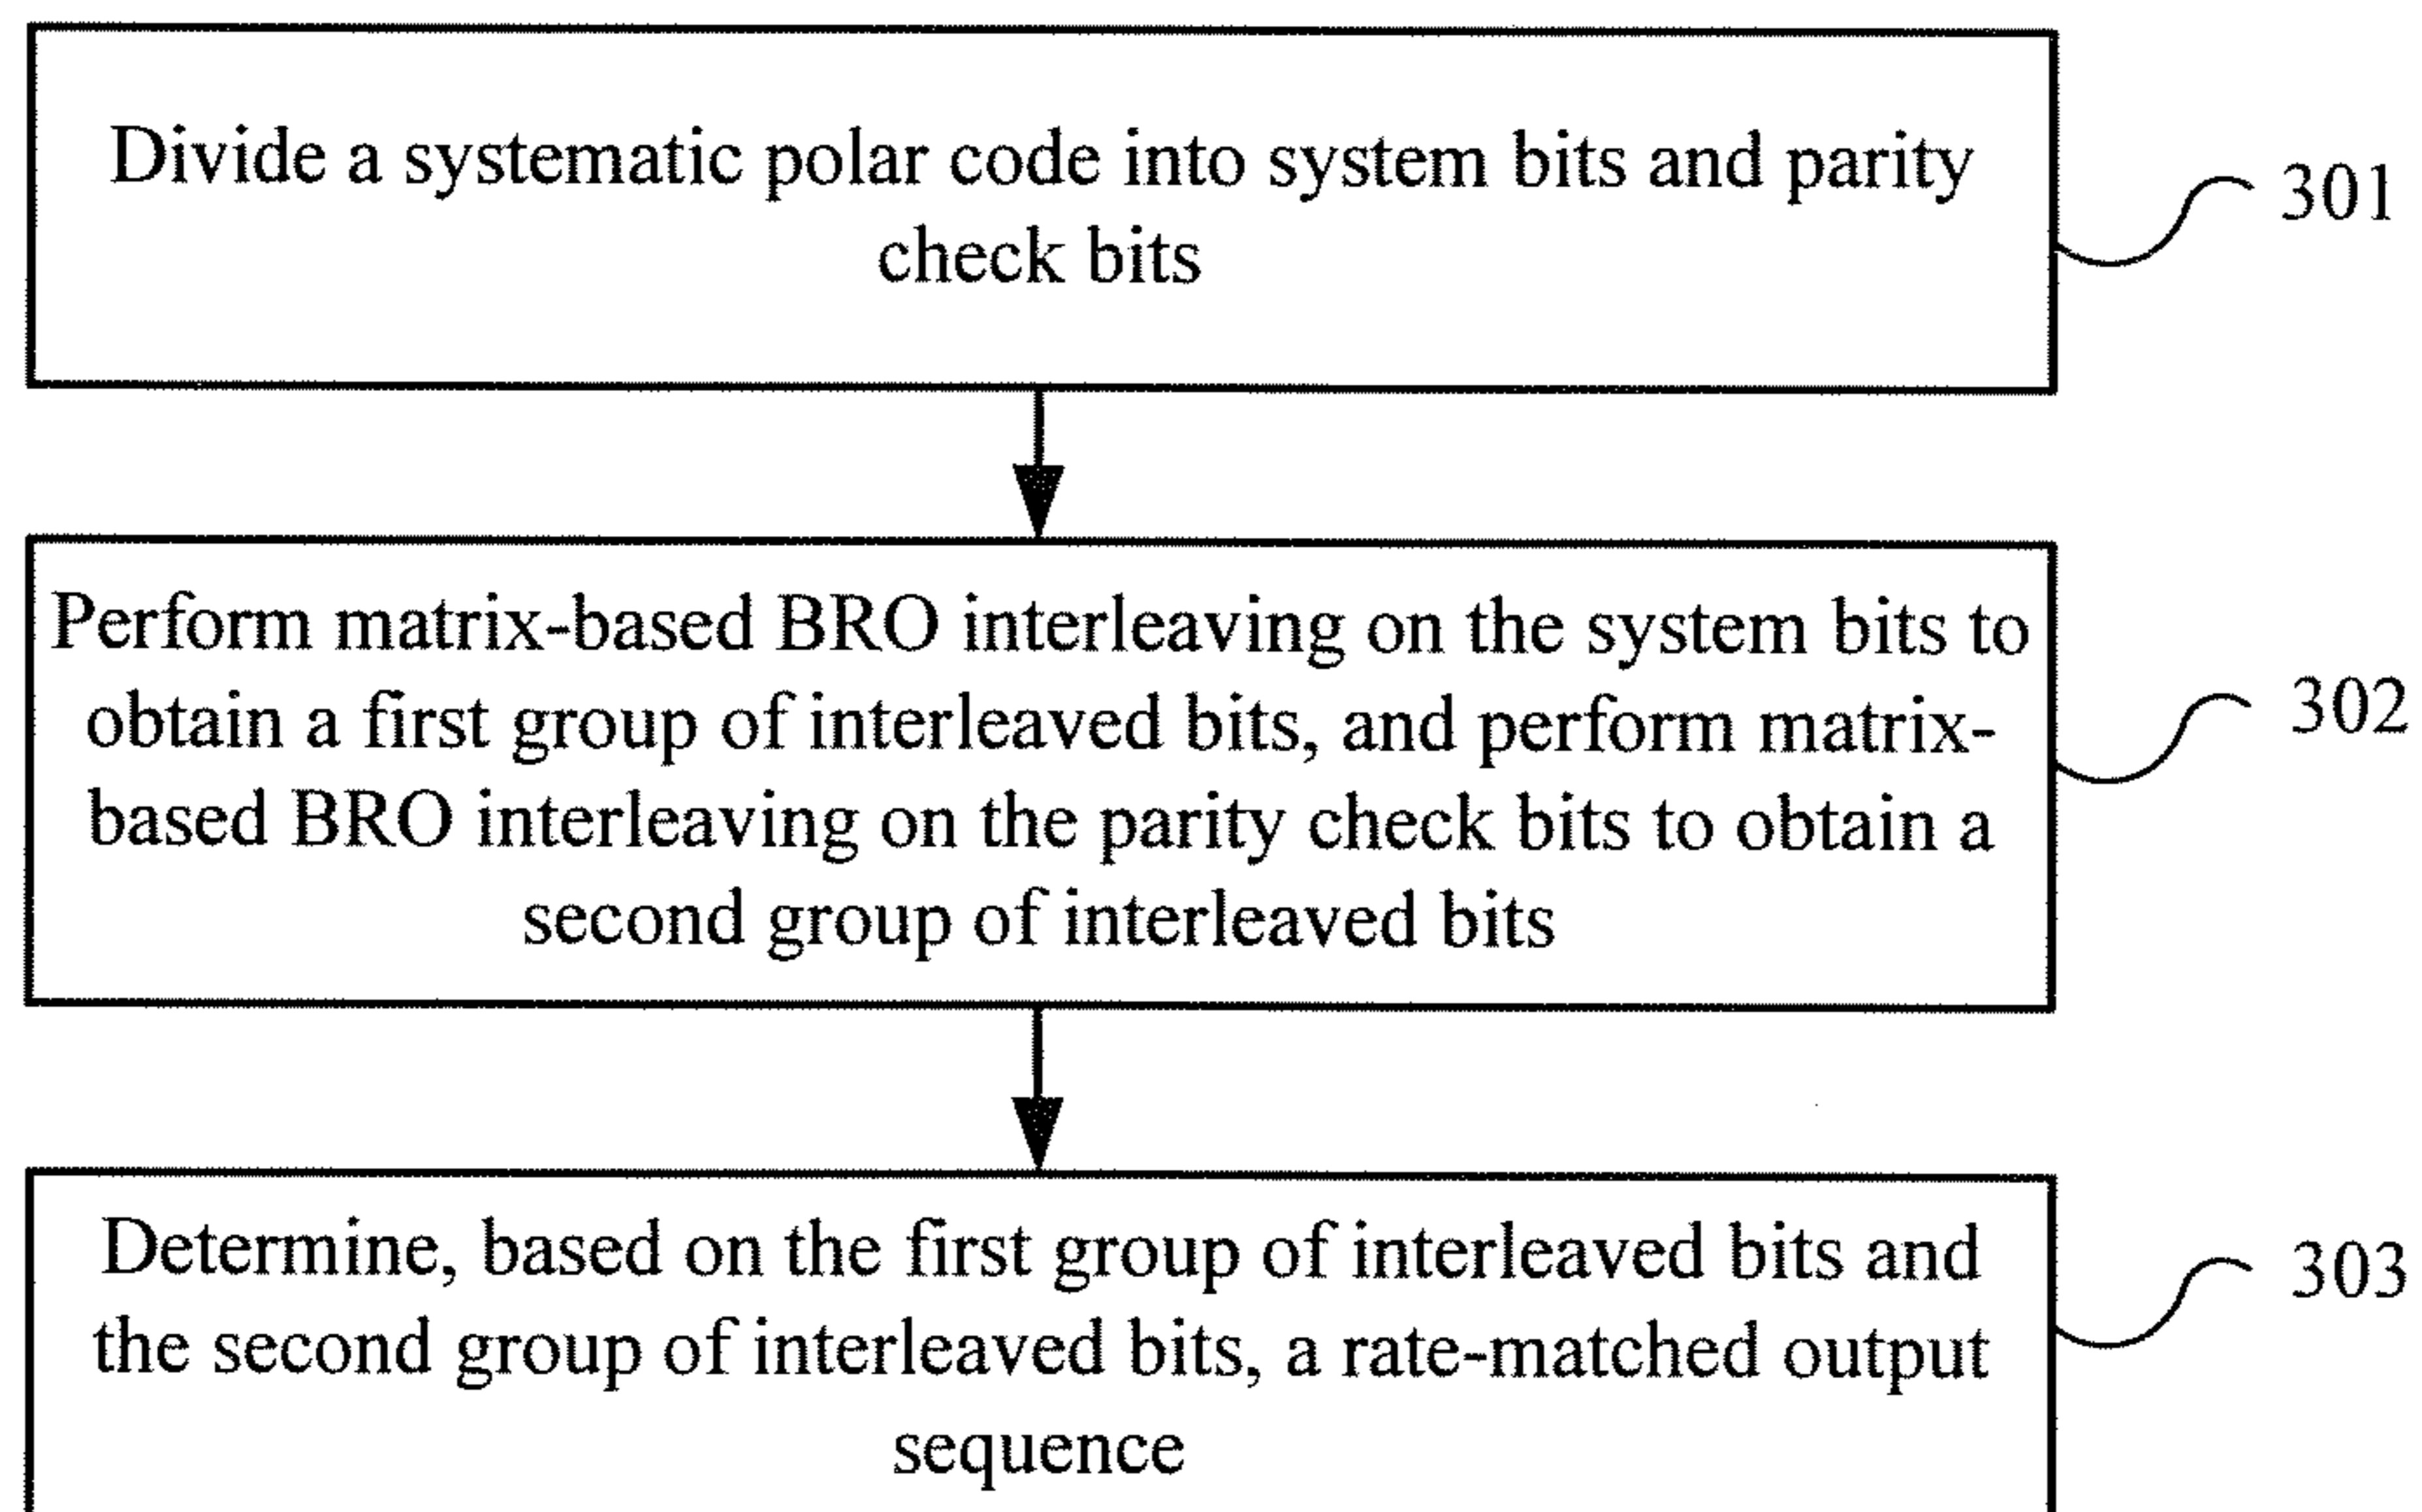 Divide a systematic polar code into system bits and parity
check bits
301
Perform matrix-based BRO interleaving on the system bits to
obtain a first group of interleaved bits, and perform matrix-
based BRO interleaving on the parity check bits to obtain a
second group of interleaved bits
302
Determine, based on the first group of interleaved bits and
the second group of interleaved bits, a rate-matched output
sequence
303